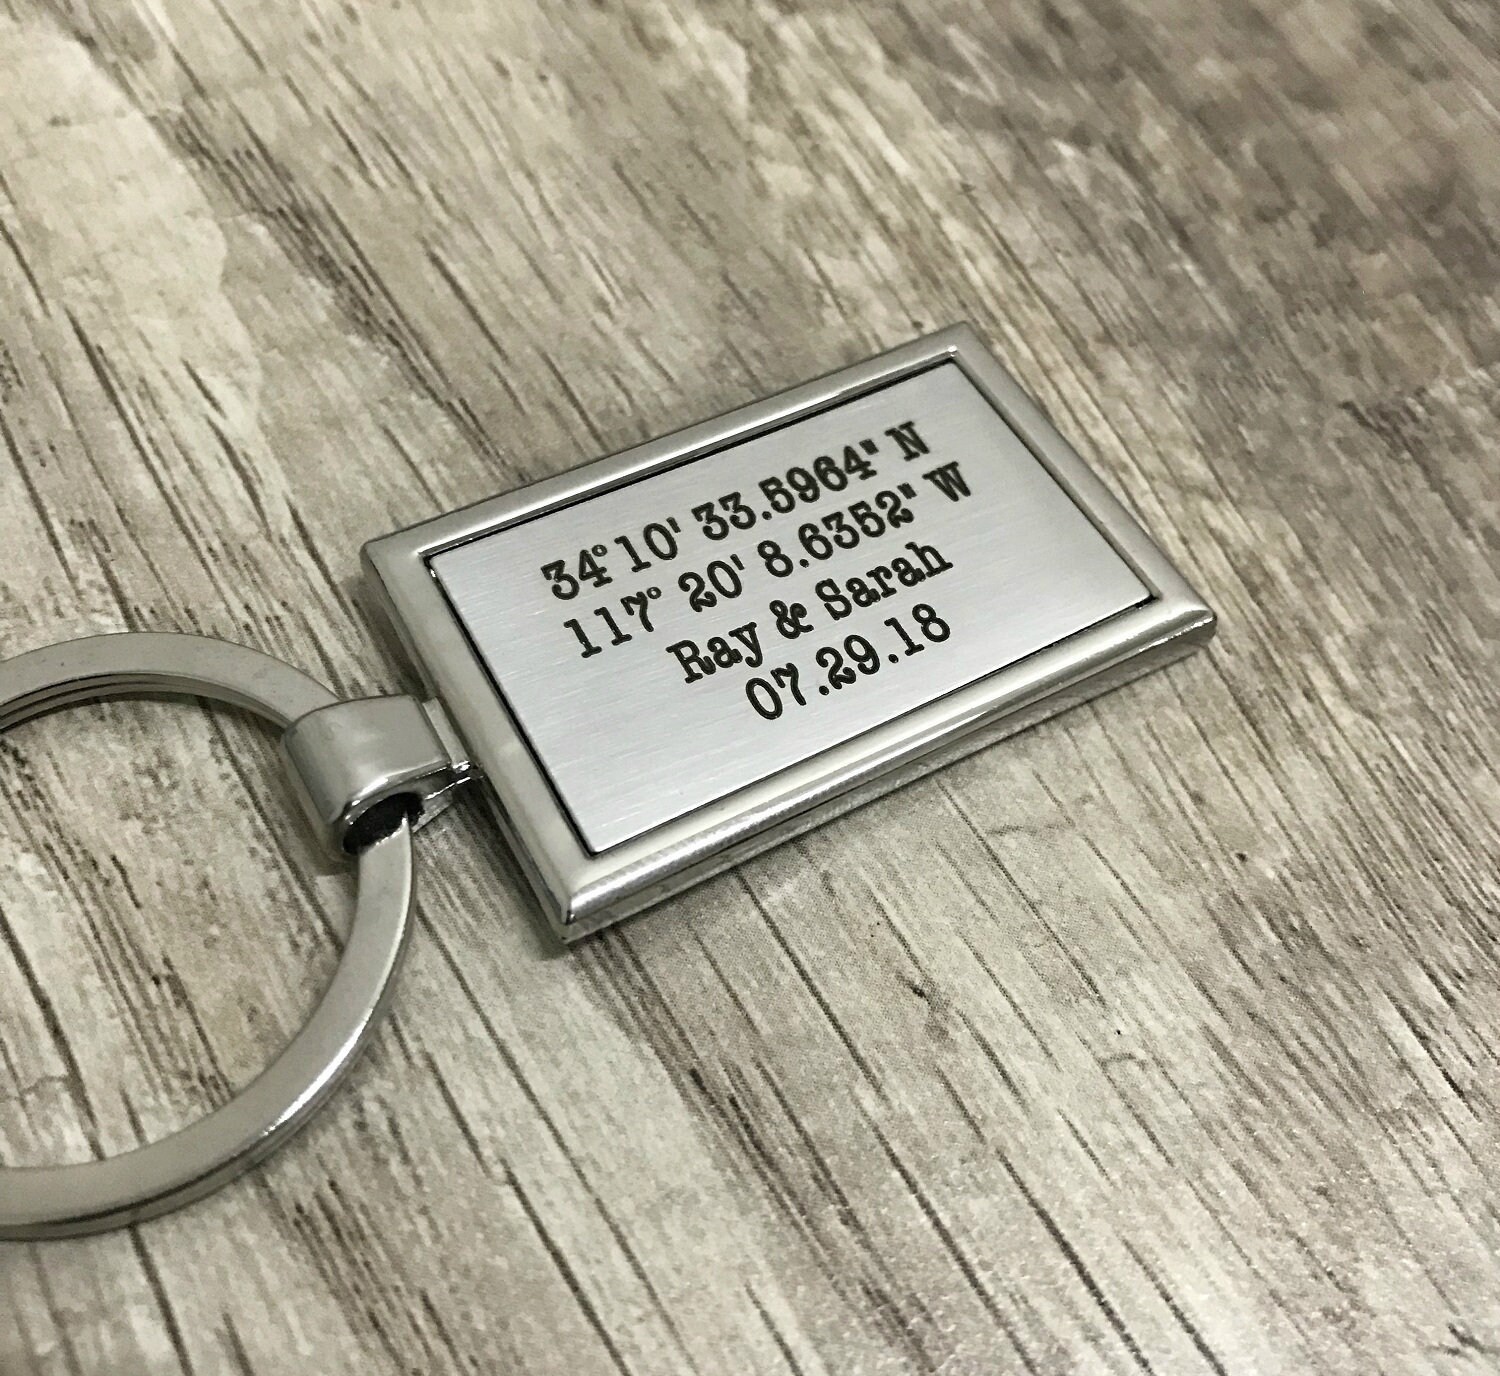 34° 10' 33.5964" N
117° 20' 8.6352" W
Ray & Sarah
07.29.18